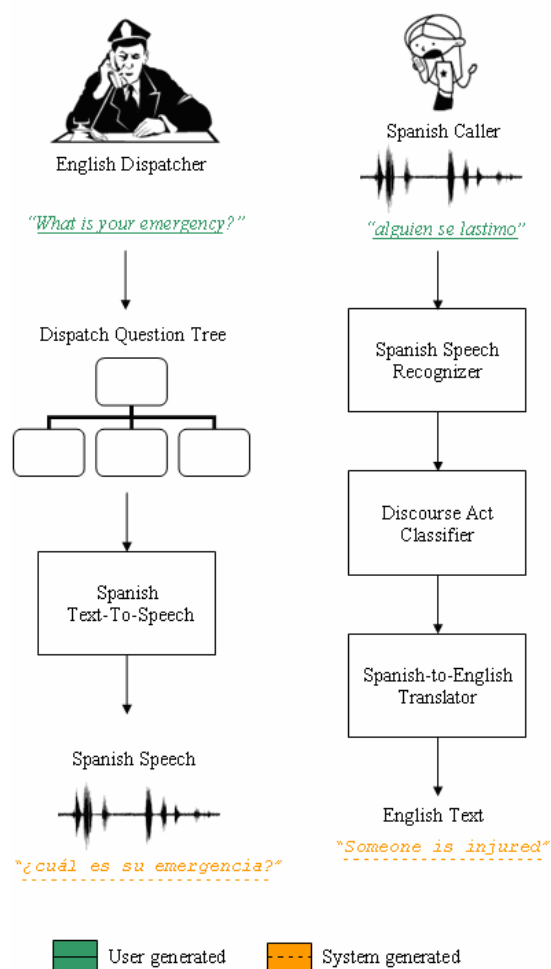 English Dispatcher
“What is your emergency?”
Dispatch Question Tree
Spanish
Text-To-Speech
Spanish Speech
“¿cuál es su emergencia?”
Spanish Caller
“alguien se lastimo”
Spanish Speech
Recognizer
Discourse Act
Classifier
Spanish-to-English
Translator
English Text
“Someone is injured”
User generated
System generated